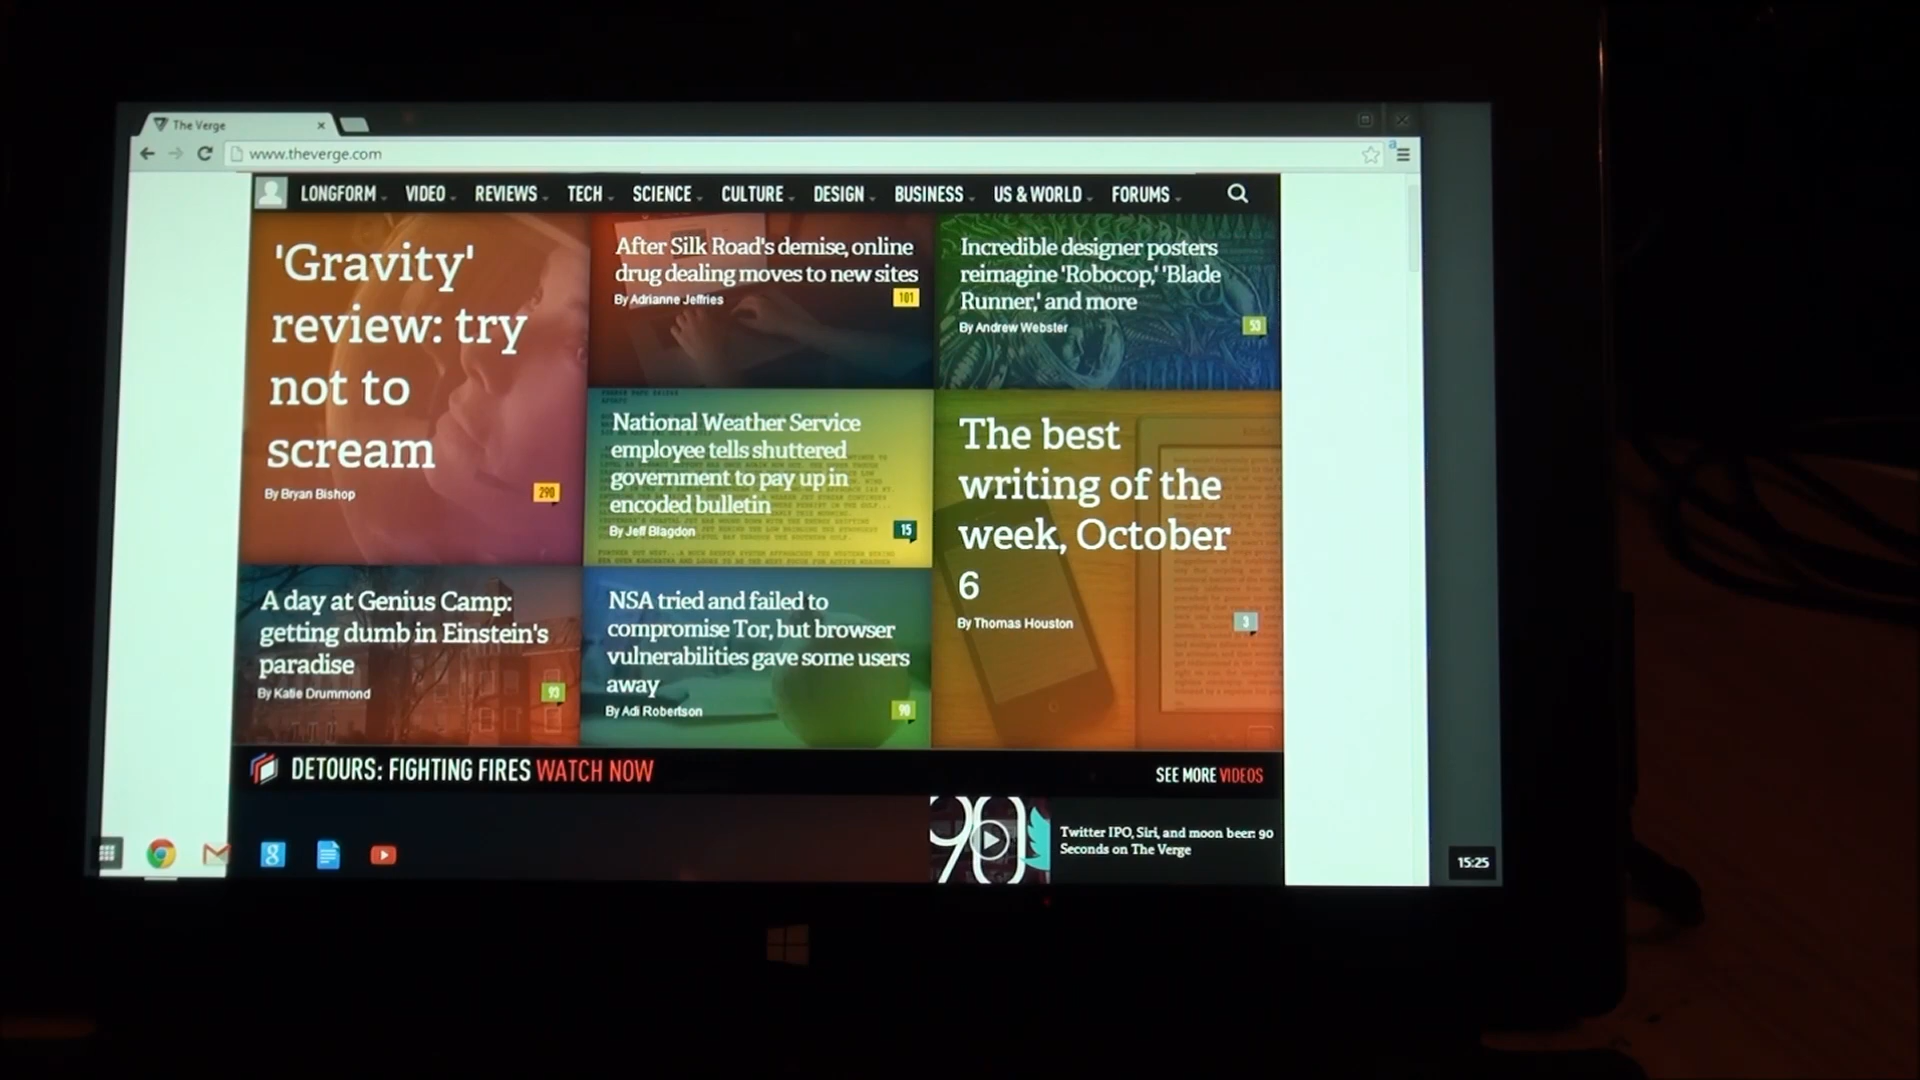 The Verge
www.theverge.com
LONGFORM VIDEO REVIEWS TECH SCIENCE CULTURE DESIGN BUSINESS US & WORLD FORUMS
'Gravity'
review: try
not to
scream
By Bryan Bishop
290
After Silk Road's demise, online
drug dealing moves to new sites
By Adrianne Jeffries
101
Incredible designer posters
reimagine 'Robocop,' 'Blade
Runner,' and more
By Andrew Webster
53
National Weather Service
employee tells shuttered
government to pay up in
encoded bulletin
By Jeff Blagdon
15
The best
writing of the
week, October
6
By Thomas Houston
3
A day at Genius Camp:
getting dumb in Einstein's
paradise
By Katie Drummond
93
NSA tried and failed to
compromise Tor, but browser
vulnerabilities gave some users
away
By Adi Robertson
90
DETOURS: FIGHTING FIRES WATCH NOW
SEE MORE VIDEOS
90
Twitter IPO, Siri, and moon beer: 90
Seconds on The Verge
8
15:25